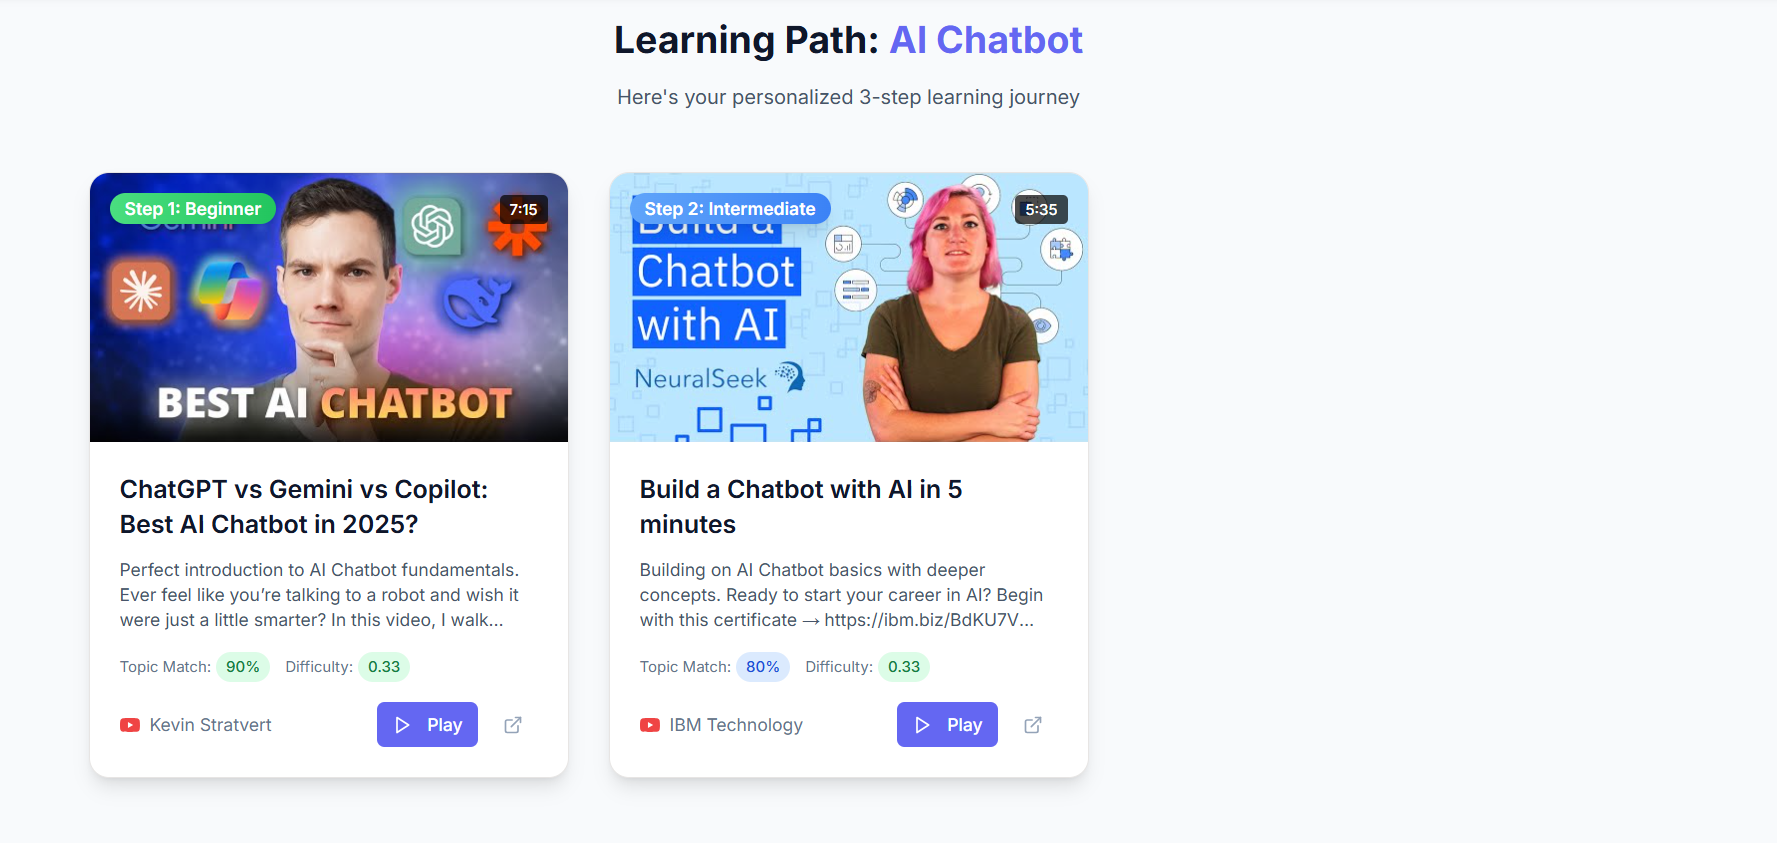 Learning Path: AI Chatbot
Here's your personalized 3-step learning journey
Step 1: Beginner
7:15
Gemini
BEST AI CHATBOT
ChatGPT vs Gemini vs Copilot:
Best AI Chatbot in 2025?
Perfect introduction to AI Chatbot fundamentals.
Ever feel like you’re talking to a robot and wish it
were just a little smarter? In this video, I walk...
Topic Match: 90% Difficulty: 0.33
Kevin Stratvert
Play
Step 2: Intermediate
5:35
Build a
Chatbot
with AI
NeuralSeek
Build a Chatbot with AI in 5
minutes
Building on AI Chatbot basics with deeper
concepts. Ready to start your career in AI? Begin
with this certificate → https://ibm.biz/BdKU7V...
Topic Match: 80% Difficulty: 0.33
IBM Technology
Play